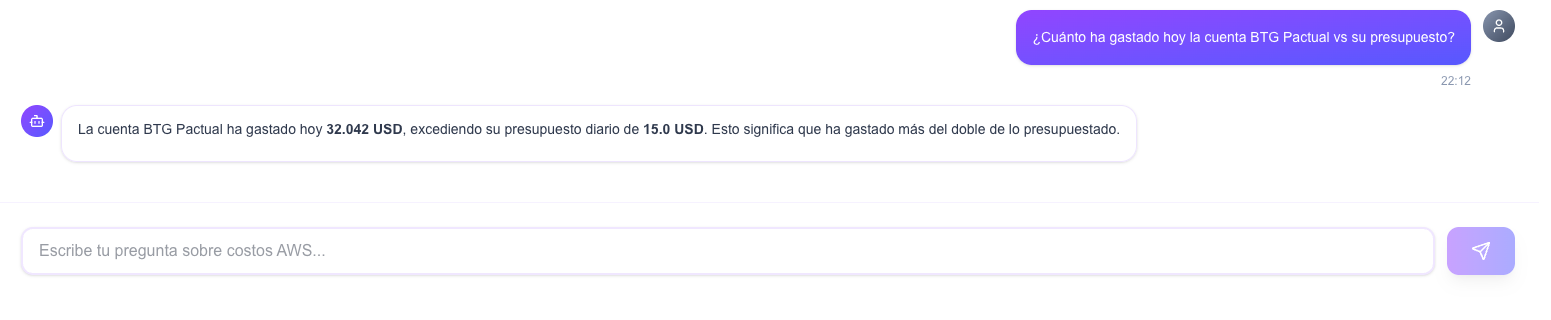 ¿Cuánto ha gastado hoy la cuenta BTG Pactual vs su presupuesto?
22:12
La cuenta BTG Pactual ha gastado hoy 32.042 USD, excediendo su presupuesto diario de 15.0 USD. Esto significa que ha gastado más del doble de lo presupuestado.
Escribe tu pregunta sobre costos AWS...